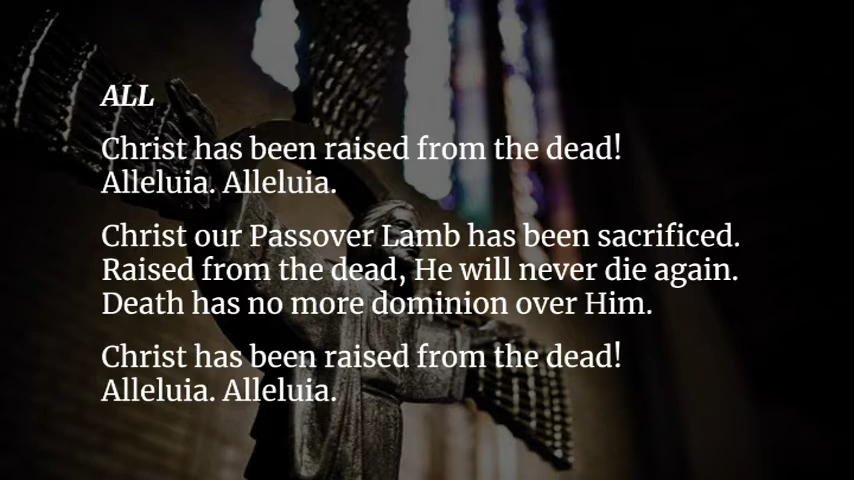 ALL
Christ has been raised from the dead!
Alleluia. Alleluia.
Christ our Passover Lamb has been sacrificed.
Raised from the dead, He will never die again.
Death has no more dominion over Him.
Christ has been raised from the dead!
Alleluia. Alleluia.